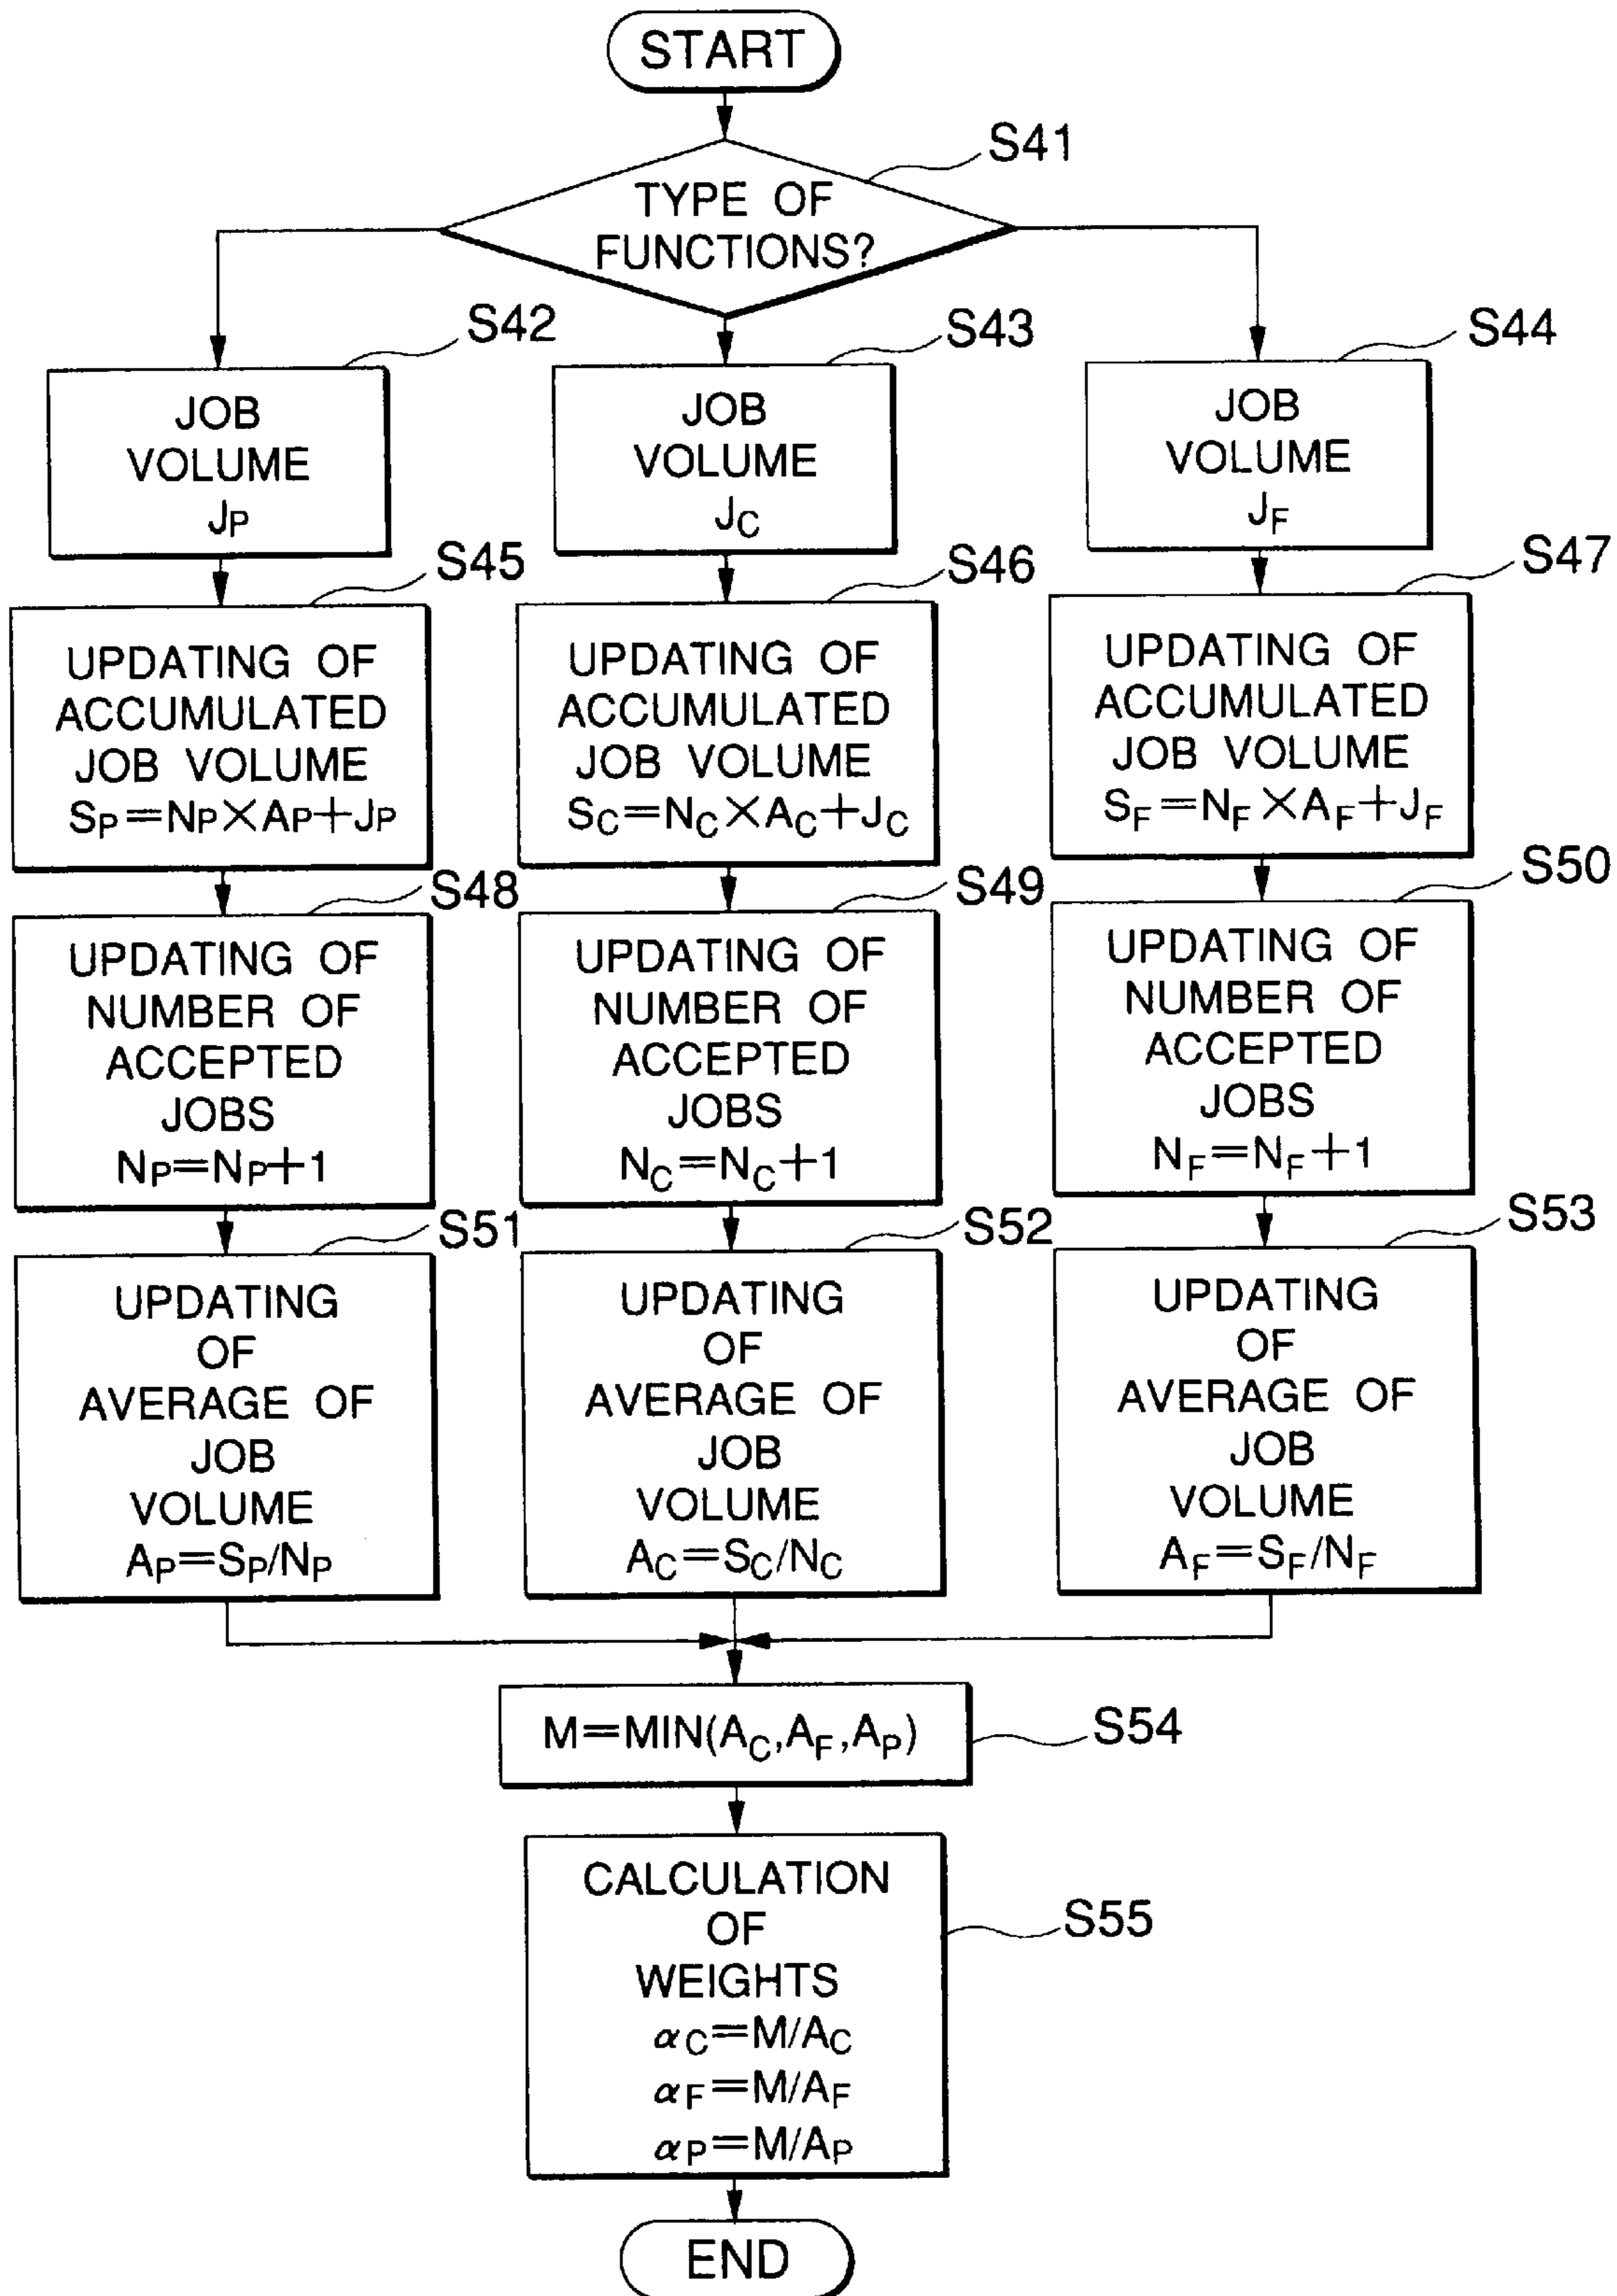 START
S41
TYPE OF
FUNCTIONS?
S42
JOB
VOLUME
JP
S43
JOB
VOLUME
JC
S44
JOB
VOLUME
JF
S45
UPDATING OF
ACCUMULATED
JOB VOLUME
SP=NP×AP+JP
S46
UPDATING OF
ACCUMULATED
JOB VOLUME
SC=NC×AC+JC
S47
UPDATING OF
ACCUMULATED
JOB VOLUME
SF=NF×AF+JF
S48
UPDATING OF
NUMBER OF
ACCEPTED
JOBS
NP=NP+1
S49
UPDATING OF
NUMBER OF
ACCEPTED
JOBS
NC=NC+1
S50
UPDATING OF
NUMBER OF
ACCEPTED
JOBS
NF=NF+1
S51
UPDATING
OF
AVERAGE OF
JOB
VOLUME
AP=SP/NP
S52
UPDATING
OF
AVERAGE OF
JOB
VOLUME
AC=SC/NC
S53
UPDATING
OF
AVERAGE OF
JOB
VOLUME
AF=SF/NF
M=MIN(AC,AF,AP)
S54
CALCULATION
OF
WEIGHTS
αC=M/AC
αF=M/AF
αP=M/AP
S55
END